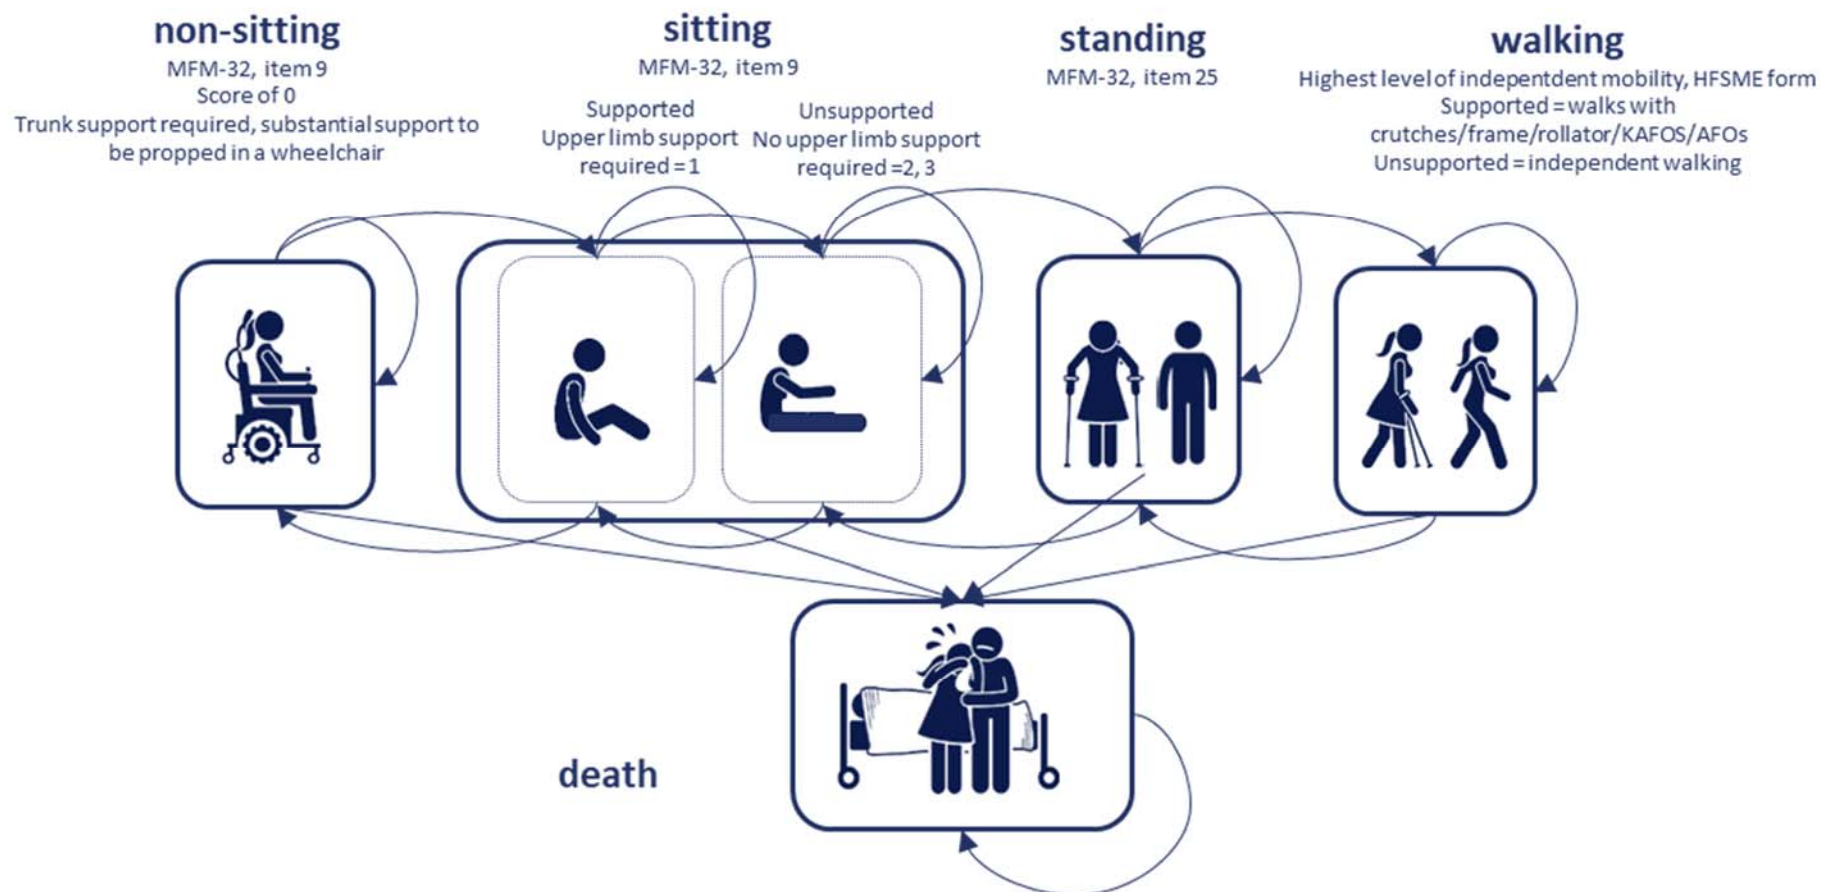 non-sitting
MFM-32, item 9
Score of 0
Trunk support required, substantial support to
be propped in a wheelchair
sitting
MFM-32, item 9
Supported
Upper limb support
required =1
Unsupported
No upper limb support
required =2, 3
standing
MFM-32, item 25
walking
Highest level of indepentdent mobility, HFSME form
Supported = walks with
crutches/frame/rollator/KAFOS/AFOs
Unsupported = independent walking
death